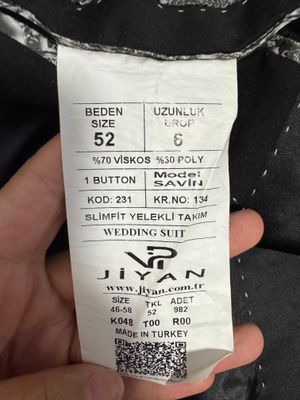 BEDEN UZUNLUK
SIZE GRUP
52 6
%70 VİSKOS %30 POLY
1 BUTTON Model SAVİN
KOD: 231 KR.NO: 134
SLİMFİT YELEKLİ TAKIM
WEDDING SUIT
JİYAN
www.jiyan.com.tr
SIZE TKL ADET
46-58 52 982
K048 T00 R00
MADE IN TURKEY